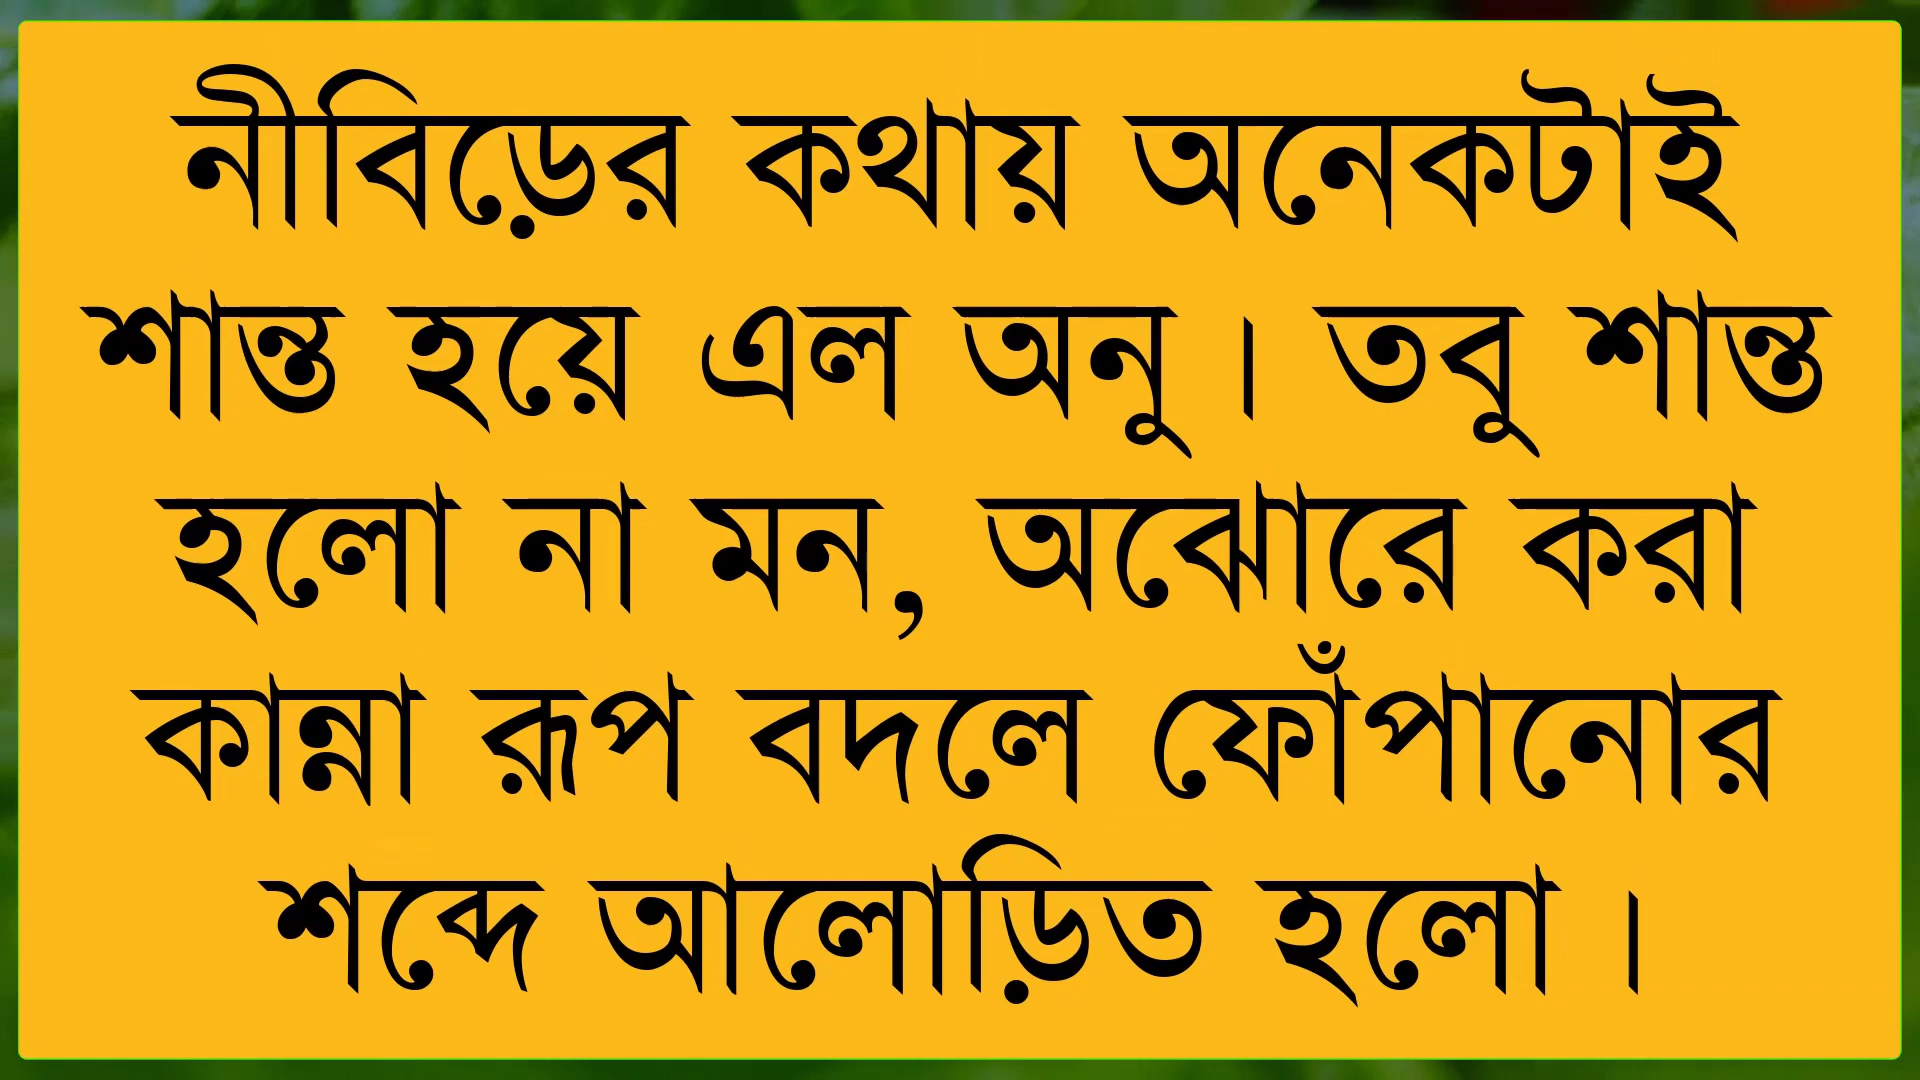 নীবিড়ের কথায় অনেকটাই
শান্ত হয়ে এল অনু। তবু শান্ত
হলো না মন, অঝোরে করা
কান্না রূপ বদলে ফোঁপানোর
শব্দে আলোড়িত হলো।